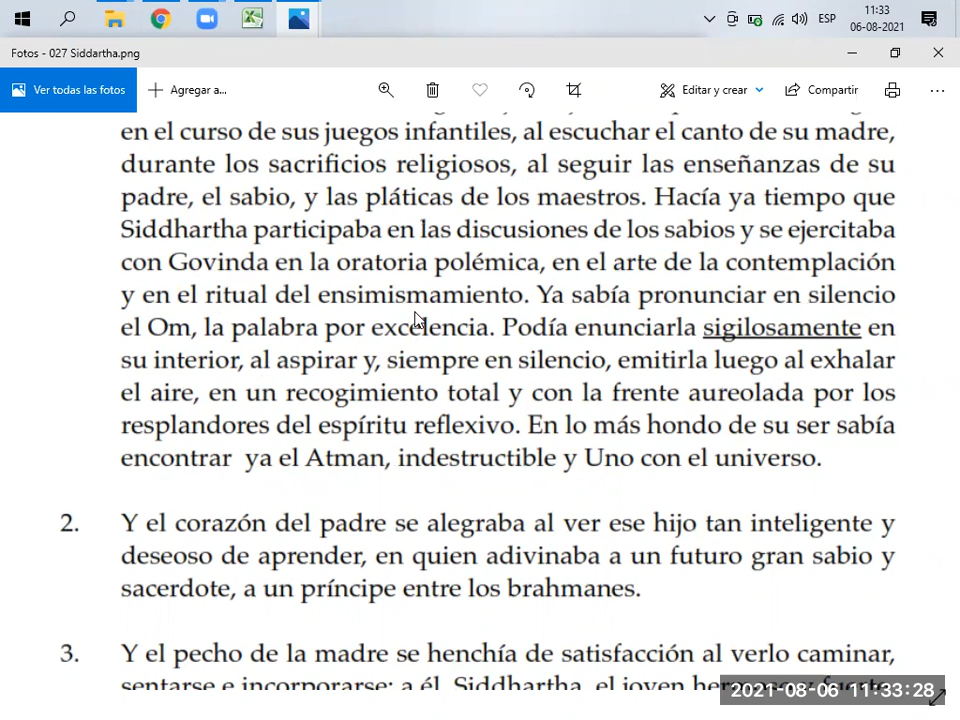 11:33
ESP
06-08-2021
Fotos - 027 Siddartha.png
Ver todas las fotos
Agregar a...
Editar y crear
Compartir
en el curso de sus juegos infantiles, al escuchar el canto de su madre,
durante los sacrificios religiosos, al seguir las enseñanzas de su
padre, el sabio, y las pláticas de los maestros. Hacía ya tiempo que
Siddhartha participaba en las discusiones de los sabios y se ejercitaba
con Govinda en la oratoria polémica, en el arte de la contemplación
y en el ritual del ensimismamiento. Ya sabía pronunciar en silencio
el Om, la palabra por excelencia. Podía enunciarla sigilosamente en
su interior, al aspirar y, siempre en silencio, emitirla luego al exhalar
el aire, en un recogimiento total y con la frente aureolada por los
resplandores del espíritu reflexivo. En lo más hondo de su ser sabía
encontrar ya el Atman, indestructible y Uno con el universo.
2. Y el corazón del padre se alegraba al ver ese hijo tan inteligente y
deseoso de aprender, en quien adivinaba a un futuro gran sabio y
sacerdote, a un príncipe entre los brahmanes.
3. Y el pecho de la madre se henchía de satisfacción al verlo caminar,
sentarse e incorporarse; a él, Siddhartha, el joven
2021-08-06 11:33:28